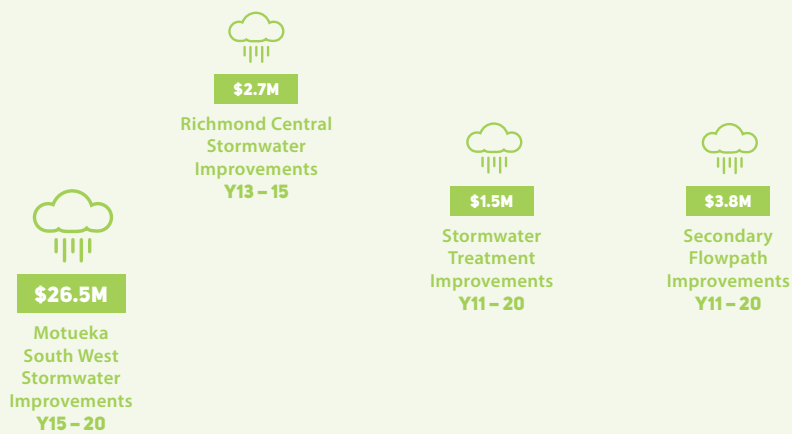 $2.7M
Richmond Central
Stormwater
Improvements
Y13 – 15
$26.5M
Motueka
South West
Stormwater
Improvements
Y15 – 20
$1.5M
Stormwater
Treatment
Improvements
Y11 – 20
$3.8M
Secondary
Flowpath
Improvements
Y11 – 20